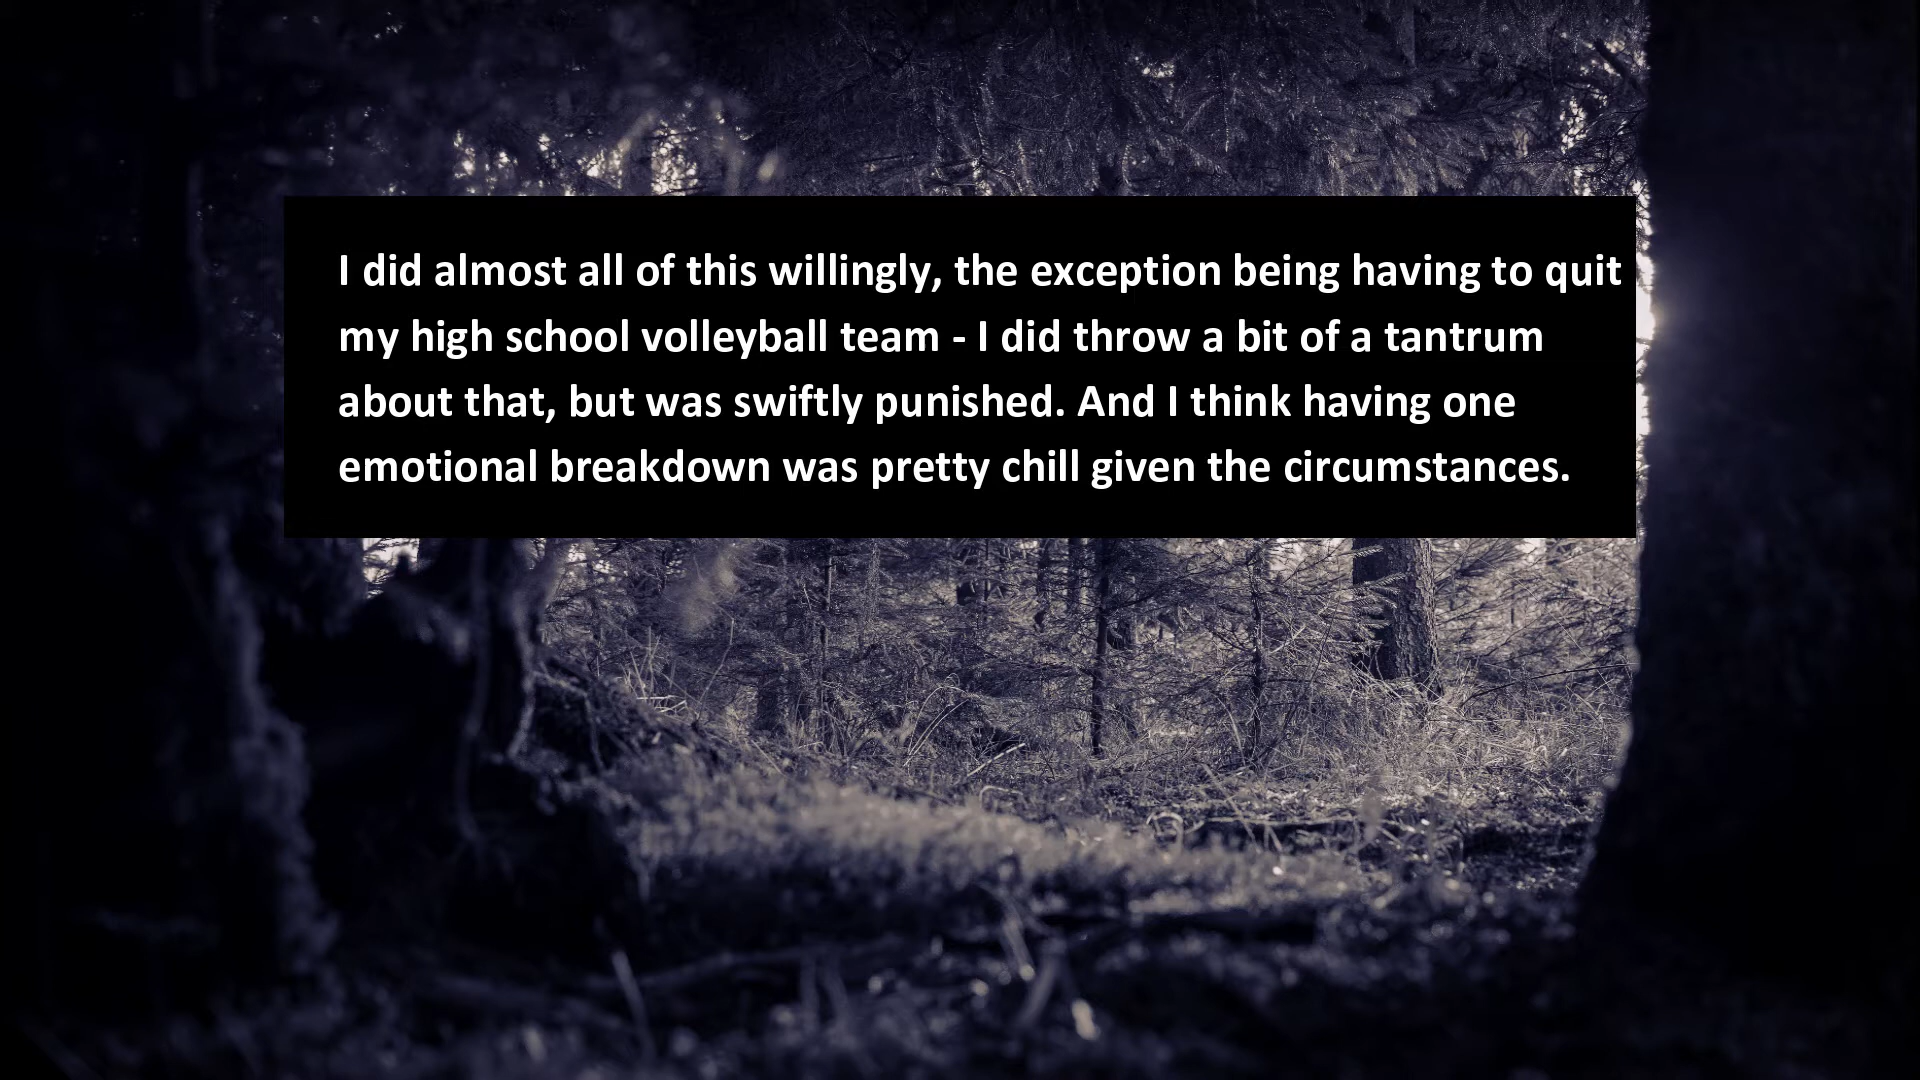 I did almost all of this willingly, the exception being having to quit
my high school volleyball team - I did throw a bit of a tantrum
about that, but was swiftly punished. And I think having one
emotional breakdown was pretty chill given the circumstances.